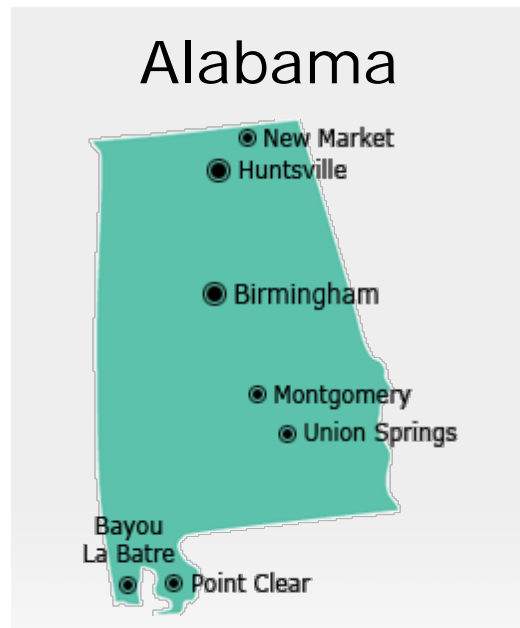 Alabama
New Market
Huntsville
Birmingham
Montgomery
Union Springs
Bayou
La Batre
Point Clear